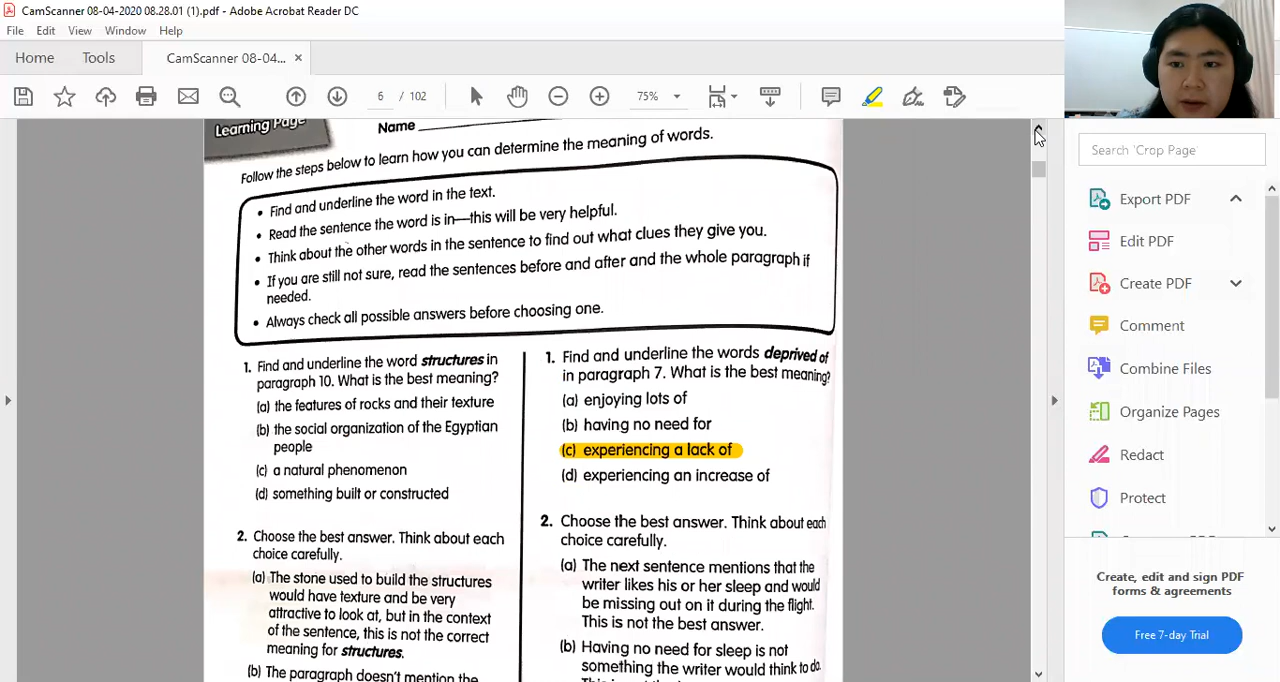 CamScanner 08-04-2020 08.28.01 (1).pdf - Adobe Acrobat Reader DC
File Edit View Window Help
Home Tools CamScanner 08-04... ×
6 / 102 75%
Learning Page
Name
Follow the steps below to learn how you can determine the meaning of words.
• Find and underline the word in the text.
• Read the sentence the word is in—this will be very helpful.
• Think about the other words in the sentence to find out what clues they give you.
• If you are still not sure, read the sentences before and after and the whole paragraph if
needed.
• Always check all possible answers before choosing one.
1. Find and underline the word structures in
paragraph 10. What is the best meaning?
(a) the features of rocks and their texture
(b) the social organization of the Egyptian
people
(c) a natural phenomenon
(d) something built or constructed
2. Choose the best answer. Think about each
choice carefully.
(a) The stone used to build the structures
would have texture and be very
attractive to look at, but in the context
of the sentence, this is not the correct
meaning for structures.
(b) The paragraph doesn't mention the
1. Find and underline the words deprived of
in paragraph 7. What is the best meaning?
(a) enjoying lots of
(b) having no need for
(c) experiencing a lack of
(d) experiencing an increase of
2. Choose the best answer. Think about each
choice carefully.
(a) The next sentence mentions that the
writer likes his or her sleep and would
be missing out on it during the flight.
This is not the best answer.
(b) Having no need for sleep is not
something the writer would think to do.
Search 'Crop Page'
Export PDF
Edit PDF
Create PDF
Comment
Combine Files
Organize Pages
Redact
Protect
Create, edit and sign PDF
forms & agreements
Free 7-day Trial